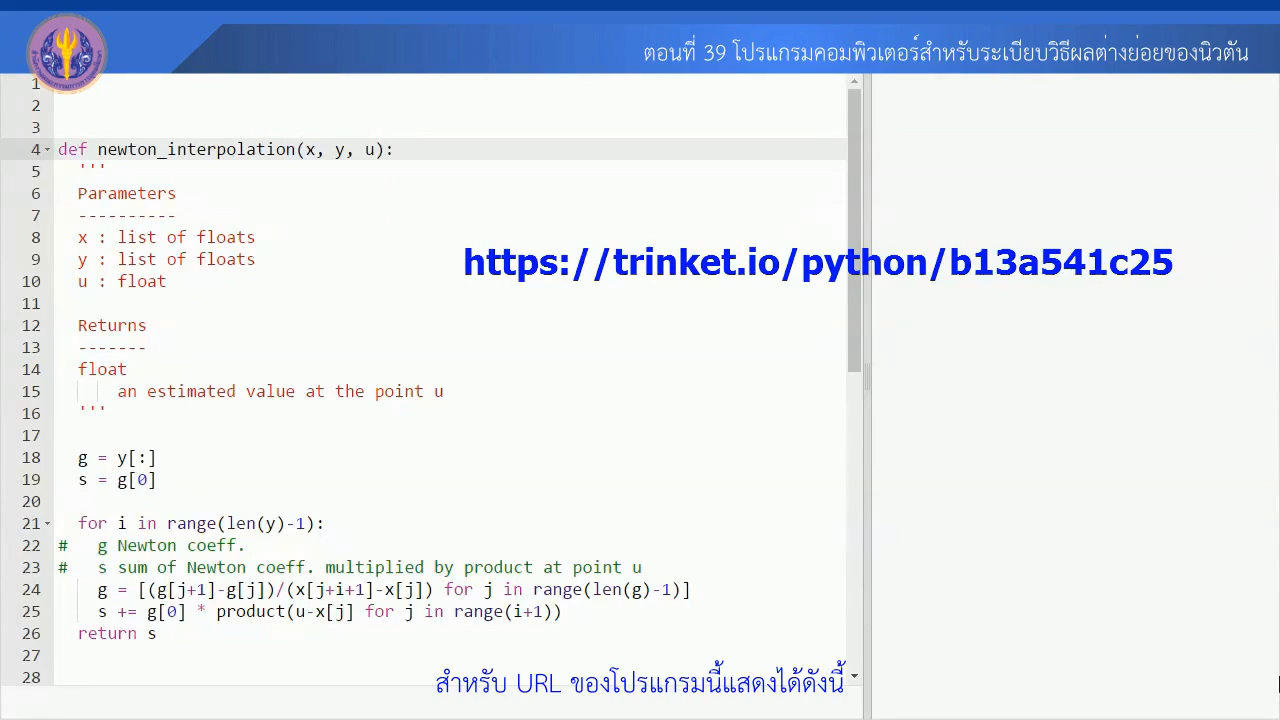 ตอนที่ 39 โปรแกรมคอมพิวเตอร์สำหรับระเบียบวิธีผลต่างย่อยของนิวตัน
1
2
3
4 def newton_interpolation(x, y, u):
5 '''
6 Parameters
7 ----------
8 x : list of floats
9 y : list of floats
10 u : float
11
12 Returns
13 -------
14 float
15 an estimated value at the point u
16 '''
17
18 g = y[:]
19 s = g[0]
20
21 for i in range(len(y)-1):
22 # g Newton coeff.
23 # s sum of Newton coeff. multiplied by product at point u
24 g = [(g[j+1]-g[j])/(x[j+i+1]-x[j]) for j in range(len(g)-1)]
25 s += g[0] * product(u-x[j] for j in range(i+1))
26 return s
27
28
https://trinket.io/python/b13a541c25
สำหรับ URL ของโปรแกรมนี้แสดงได้ดังนี้